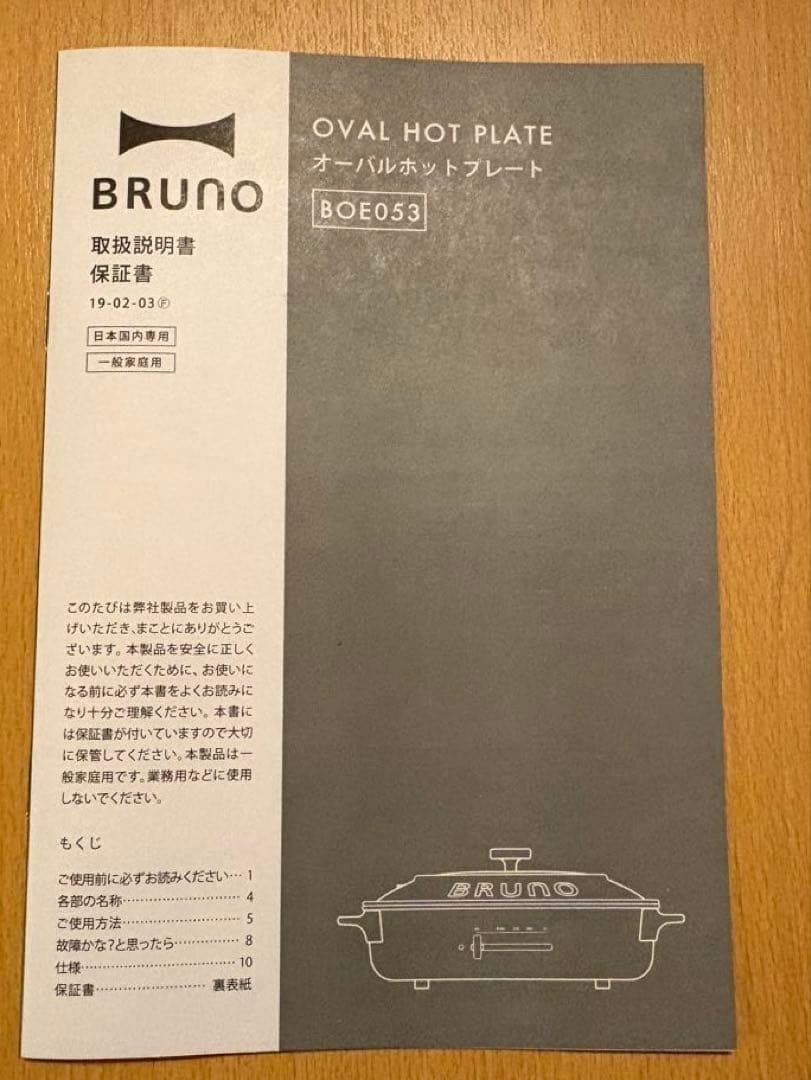 BRUNO
取扱説明書
保証書
19-02-03Ⓕ
日本国内専用
一般家庭用
OVAL HOT PLATE
オーバルホットプレート
BOE053
このたびは弊社製品をお買い上
げいただき、まことにありがとうご
ざいます。本製品を安全に正しく
お使いいただくために、お使いに
なる前に必ず本書をよくお読みに
なり十分ご理解ください。本書に
は保証書が付いていますので大切
に保管してください。本製品は一
般家庭用です。業務用などに使用
しないでください。
もくじ
ご使用前に必ずお読みください… 1
各部の名称…………………… 4
ご使用方法…………………… 5
故障かな?と思ったら…………… 8
仕様…………………………… 10
保証書…………………… 裏表紙
BRUNO